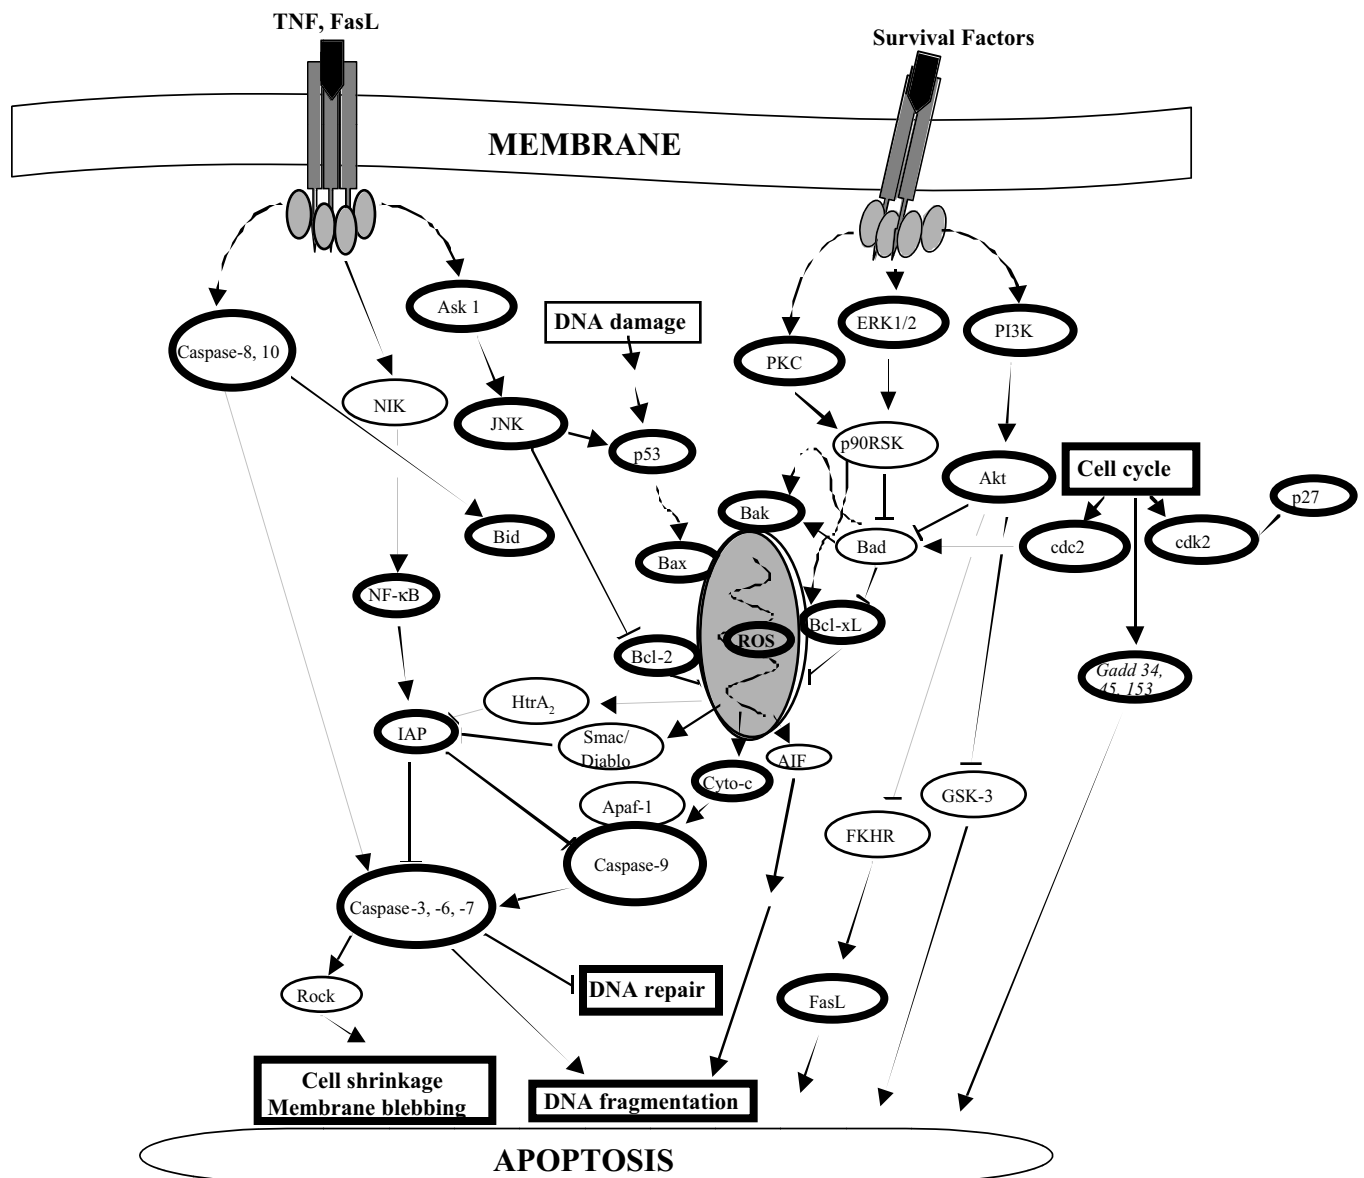 TNF, FasL
Survival Factors
MEMBRANE
Ask 1
DNA damage
ERK1/2
PI3K
Caspase-8, 10
PKC
NIK
JNK
p53
p90RSK
Akt
Cell cycle
p27
Bak
Bid
Bax
Bad
cdc2
cdk2
NF-κB
Bcl-xL
ROS
Bcl-2
Gadd 34,
45, 153
HtrA2
IAP
Smac/
Diablo
AIF
Cyto-c
GSK-3
Apaf-1
FKHR
Caspase-9
Caspase-3, -6, -7
Rock
DNA repair
FasL
Cell shrinkage
Membrane blebbing
DNA fragmentation
APOPTOSIS